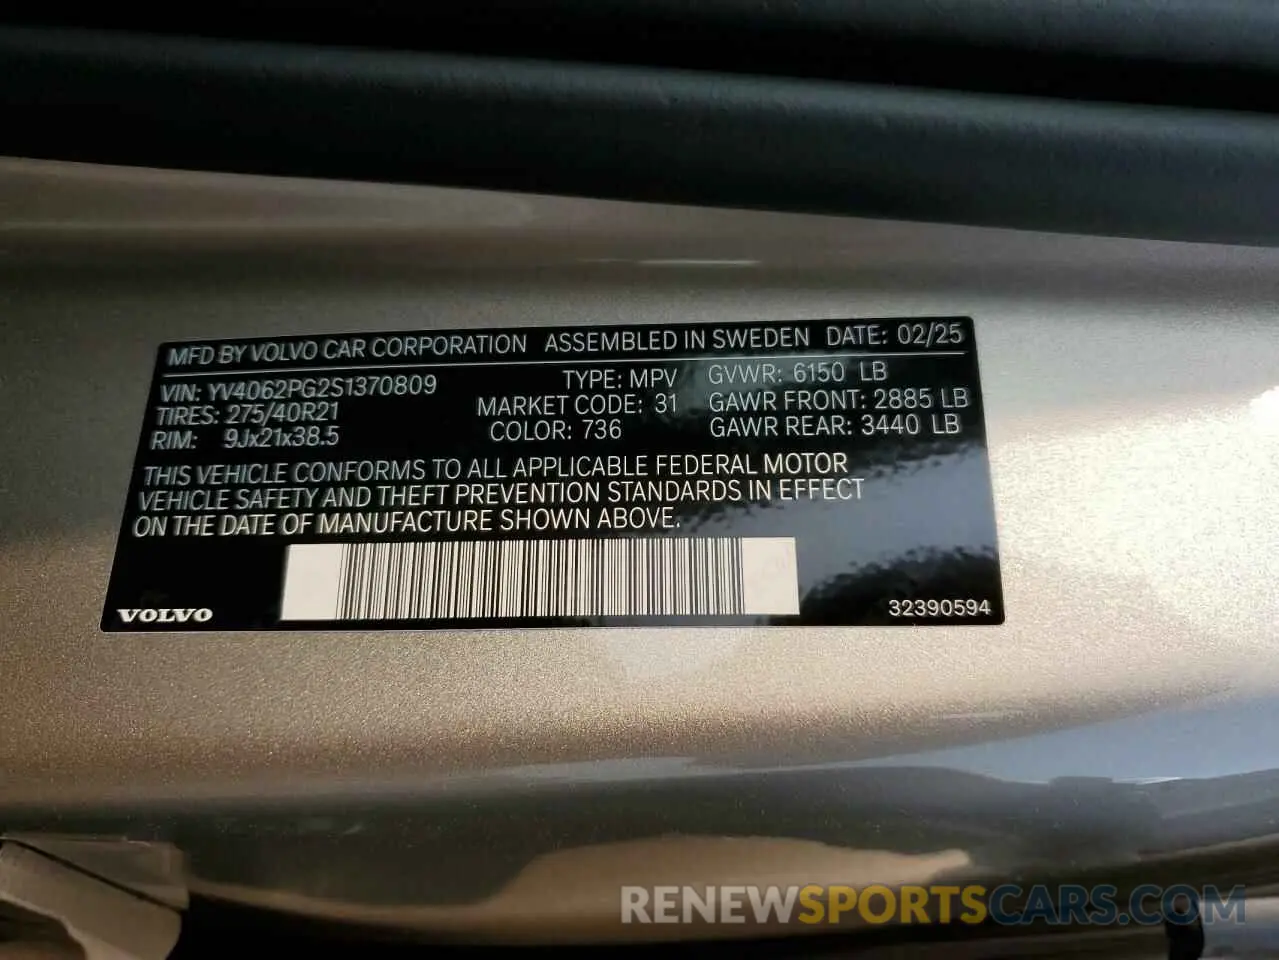 MFD BY VOLVO CAR CORPORATION ASSEMBLED IN SWEDEN DATE: 02/25
VIN: YV4062PG2S1370809 TYPE: MPV GVWR: 6150 LB
TIRES: 275/40R21 MARKET CODE: 31 GAWR FRONT: 2885 LB
RIM: 9Jx21x38.5 COLOR: 736 GAWR REAR: 3440 LB
THIS VEHICLE CONFORMS TO ALL APPLICABLE FEDERAL MOTOR
VEHICLE SAFETY AND THEFT PREVENTION STANDARDS IN EFFECT
ON THE DATE OF MANUFACTURE SHOWN ABOVE.
VOLVO 32390594
RENEWSPORTSCARS.COM